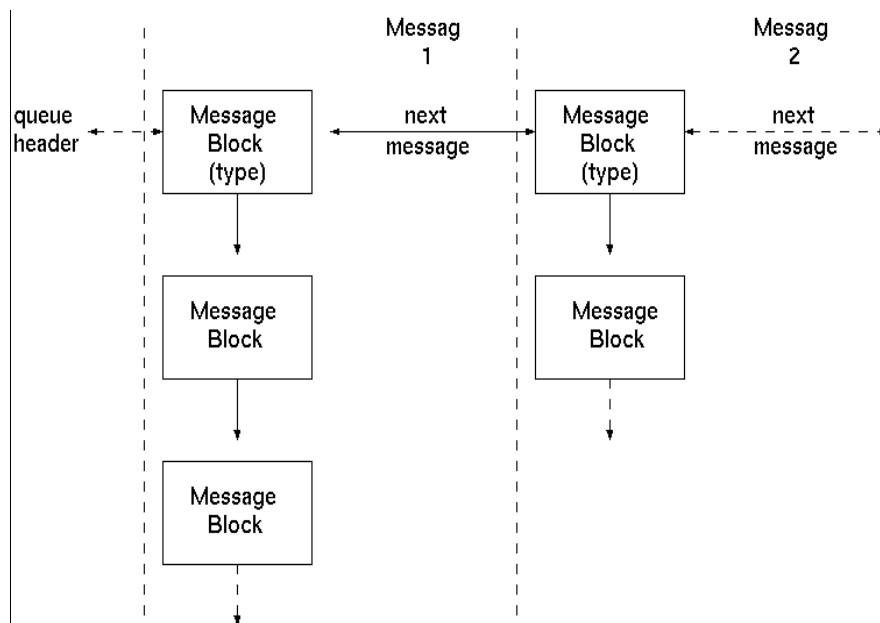 Messag
1
Messag
2
queue
header
Message
Block
(type)
next
message
Message
Block
(type)
next
message
Message
Block
Message
Block
Message
Block